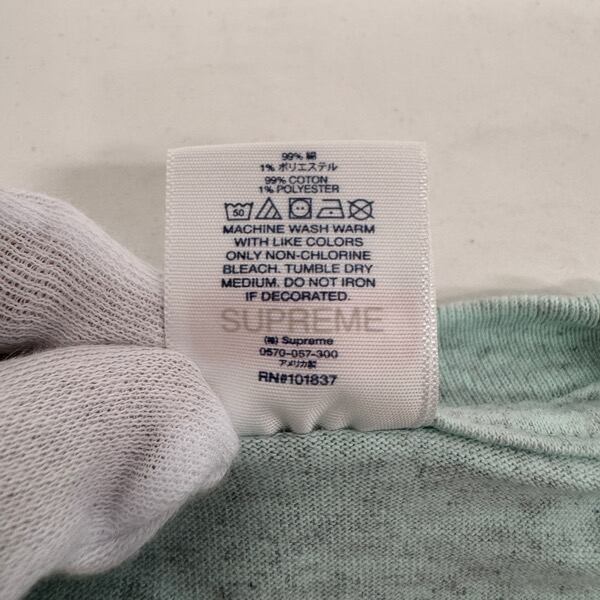 99% 綿
1% ポリエステル
99% COTON
1% POLYESTER
50
MACHINE WASH WARM
WITH LIKE COLORS
ONLY NON-CHLORINE
BLEACH. TUMBLE DRY
MEDIUM. DO NOT IRON
IF DECORATED.
SUPREME
(株) Supreme
0570-057-300
アメリカ製
RN#101837